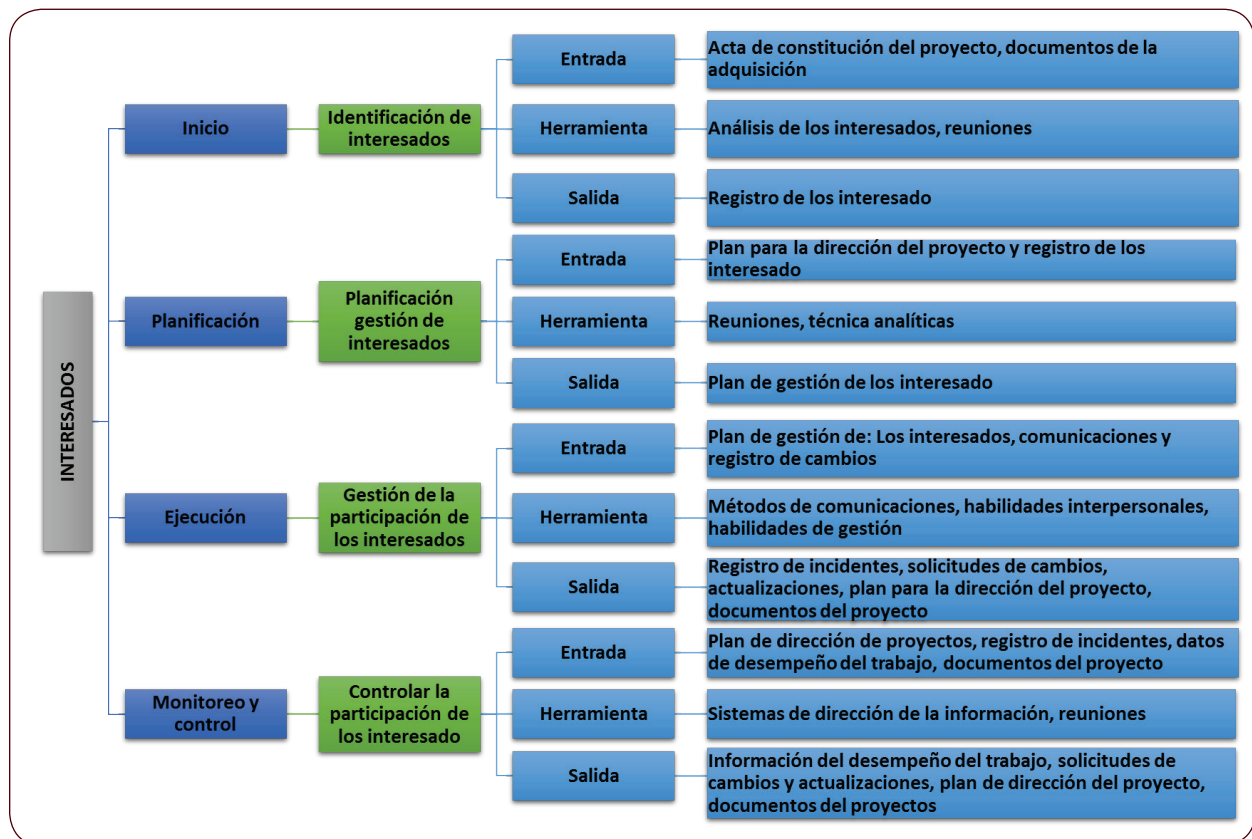 INTERESADOS
Inicio
Identificación de
interesados
Entrada
Acta de constitución del proyecto, documentos de la
adquisición
Herramienta
Análisis de los interesados, reuniones
Salida
Registro de los interesado
Planificación
Planificación
gestión de
interesados
Entrada
Plan para la dirección del proyecto y registro de los
interesado
Herramienta
Reuniones, técnica analíticas
Salida
Plan de gestión de los interesado
Ejecución
Gestión de la
participación de
los interesados
Entrada
Plan de gestión de: Los interesados, comunicaciones y
registro de cambios
Herramienta
Métodos de comunicaciones, habilidades interpersonales,
habilidades de gestión
Salida
Registro de incidentes, solicitudes de cambios,
actualizaciones, plan para la dirección del proyecto,
documentos del proyecto
Monitoreo y
control
Controlar la
participación de
los interesado
Entrada
Plan de dirección de proyectos, registro de incidentes, datos
de desempeño del trabajo, documentos del proyecto
Herramienta
Sistemas de dirección de la información, reuniones
Salida
Información del desempeño del trabajo, solicitudes de
cambios y actualizaciones, plan de dirección del proyecto,
documentos del proyectos